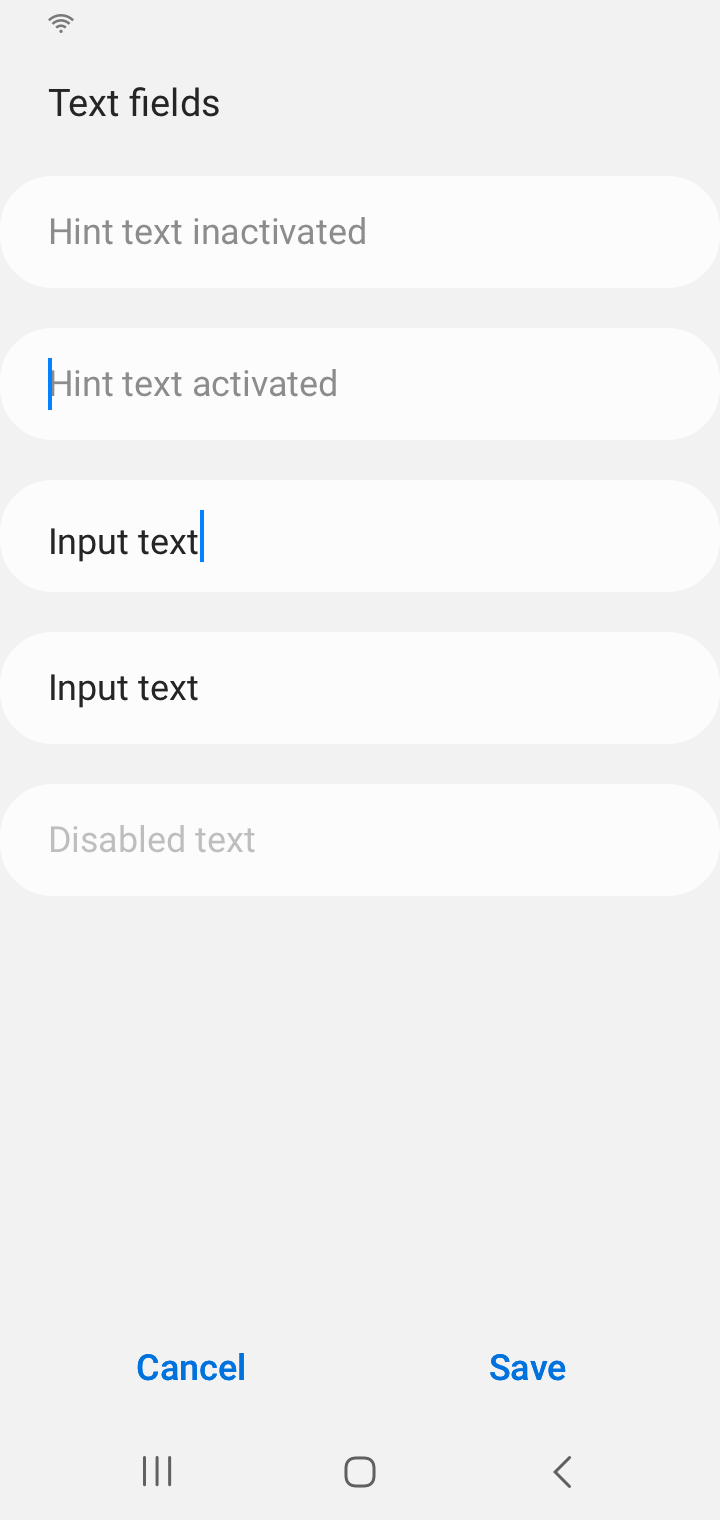 Text fields
Hint text inactivated
Hint text activated
Input text
Input text
Disabled text
Cancel Save